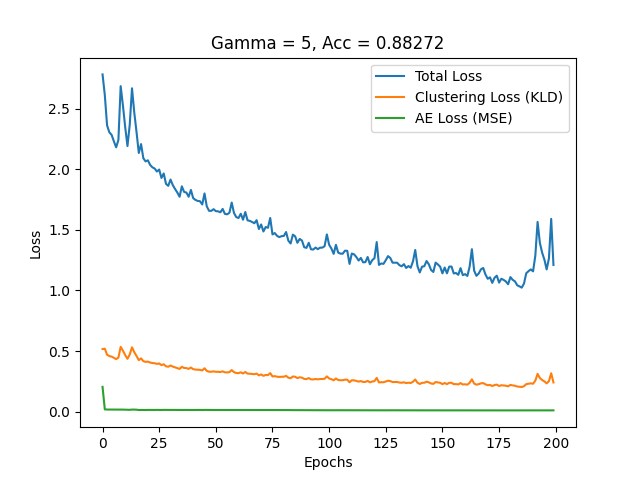 Gamma = 5, Acc = 0.88272
Total Loss
Clustering Loss (KLD)
AE Loss (MSE)
2.5
2.0
1.5
1.0
0.5
0.0
Loss
0 25 50 75 100 125 150 175 200
Epochs